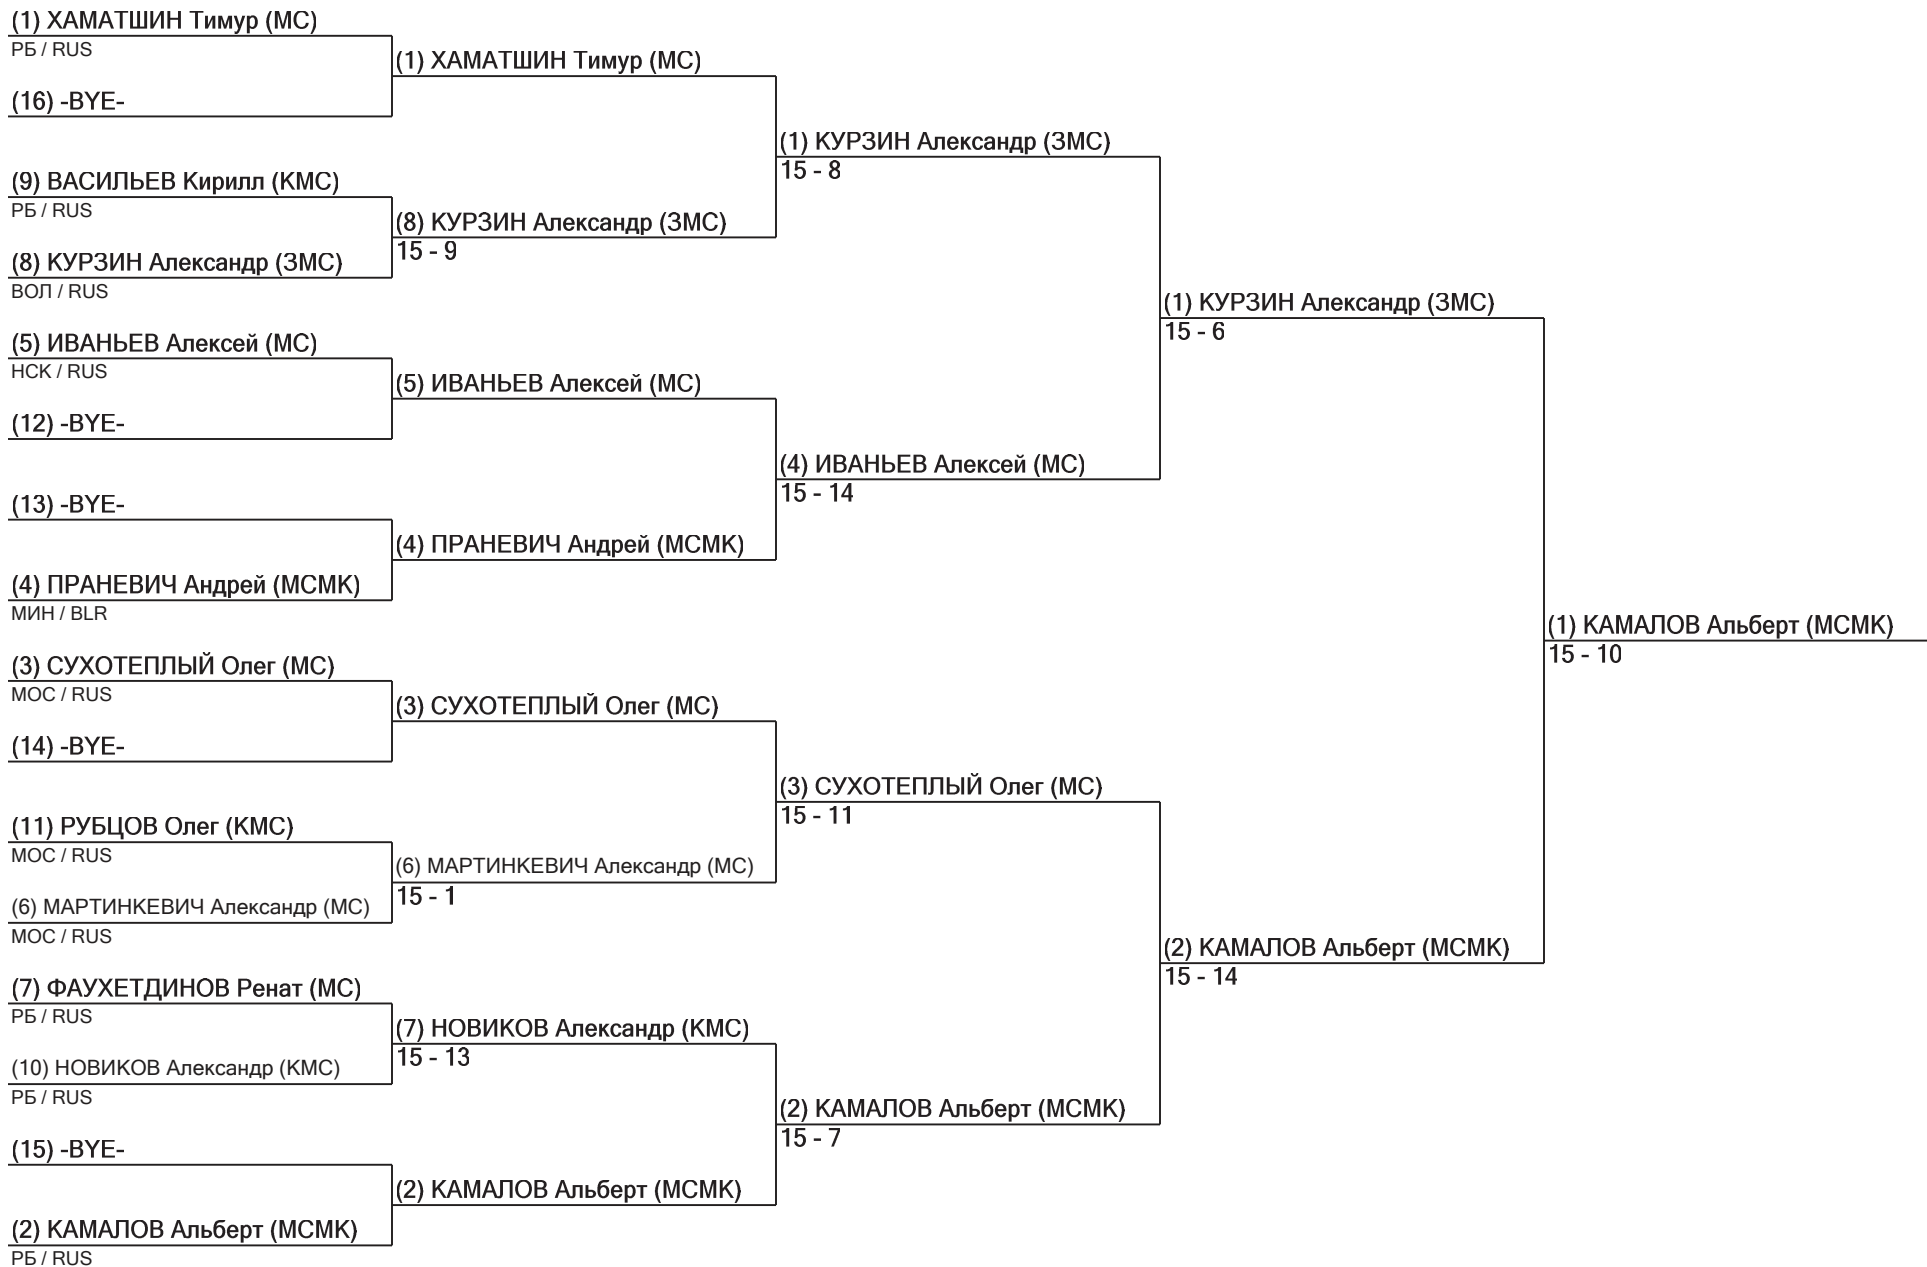 (1) ХАМАТШИН Тимур (МС)
РБ / RUS
(16) -BYE-
(9) ВАСИЛЬЕВ Кирилл (КМС)
РБ / RUS
(8) КУРЗИН Александр (ЗМС)
ВОЛ / RUS
(5) ИВАНЬЕВ Алексей (МС)
НСК / RUS
(12) -BYE-
(13) -BYE-
(4) ПРАНЕВИЧ Андрей (МСМК)
МИН / BLR
(3) СУХОТЕПЛЫЙ Олег (МС)
МОС / RUS
(14) -BYE-
(11) РУБЦОВ Олег (КМС)
МОС / RUS
(6) МАРТИНКЕВИЧ Александр (МС)
МОС / RUS
(7) ФАУХЕТДИНОВ Ренат (МС)
РБ / RUS
(10) НОВИКОВ Александр (КМС)
РБ / RUS
(15) -BYE-
(2) КАМАЛОВ Альберт (МСМК)
РБ / RUS
(1) ХАМАТШИН Тимур (МС)
(8) КУРЗИН Александр (ЗМС)
15 - 9
(5) ИВАНЬЕВ Алексей (МС)
(4) ПРАНЕВИЧ Андрей (МСМК)
(3) СУХОТЕПЛЫЙ Олег (МС)
(6) МАРТИНКЕВИЧ Александр (МС)
15 - 1
(7) НОВИКОВ Александр (КМС)
15 - 13
(2) КАМАЛОВ Альберт (МСМК)
(1) КУРЗИН Александр (ЗМС)
15 - 8
(4) ИВАНЬЕВ Алексей (МС)
15 - 14
(3) СУХОТЕПЛЫЙ Олег (МС)
15 - 11
(2) КАМАЛОВ Альберт (МСМК)
15 - 7
(1) КУРЗИН Александр (ЗМС)
15 - 6
(2) КАМАЛОВ Альберт (МСМК)
15 - 14
(1) КАМАЛОВ Альберт (МСМК)
15 - 10